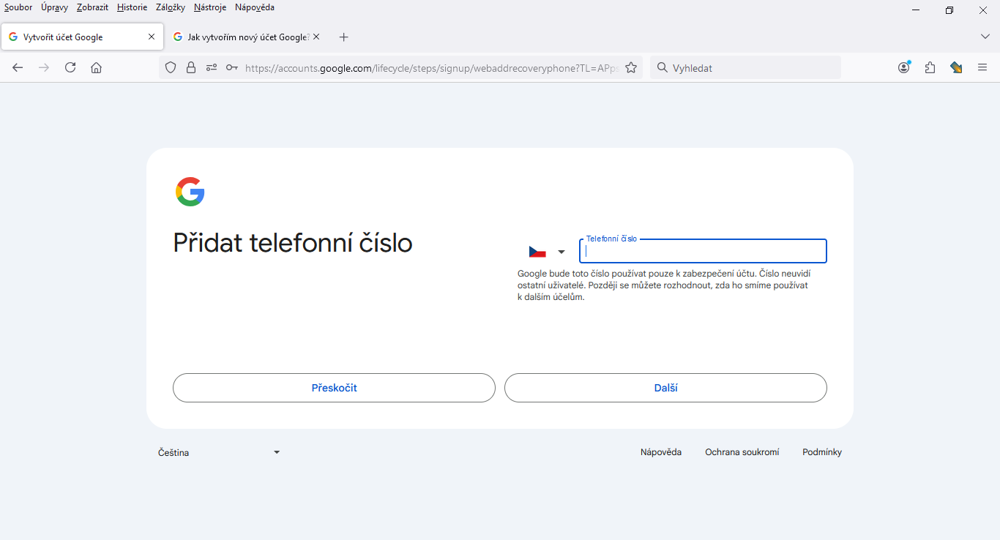 Soubor Úpravy Zobrazit Historie Záložky Nástroje Nápověda
Vytvořit účet Google
Jak vytvořím nový účet Google?
https://accounts.google.com/lifecycle/steps/signup/webaddrecoveryphone?TL=APps
Vyhledat
Přidat telefonní číslo
Telefonní číslo
Google bude toto číslo používat pouze k zabezpečení účtu. Číslo neuvidí
ostatní uživatelé. Později se můžete rozhodnout, zda ho smíme používat
k dalším účelům.
Přeskočit
Další
Čeština
Nápověda Ochrana soukromí Podmínky